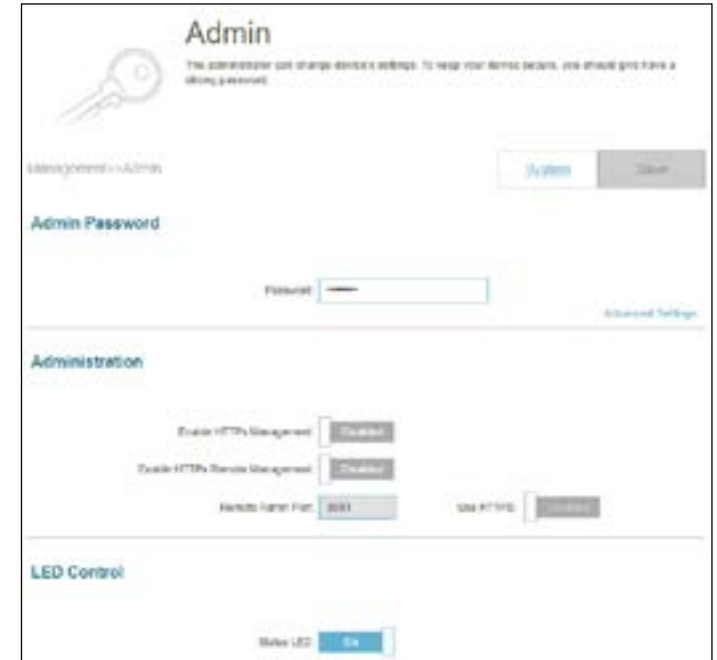 Admin
The administrator can change device's settings. To keep your device secure, you should give have a
strong password.
Management>>Admin System Save
Admin Password
Password
Advanced Settings
Administration
Enable HTTPs Management Disabled
Enable HTTPs Remote Management Disabled
Remote Admin Port Use HTTPS Disabled
LED Control
Status LED On